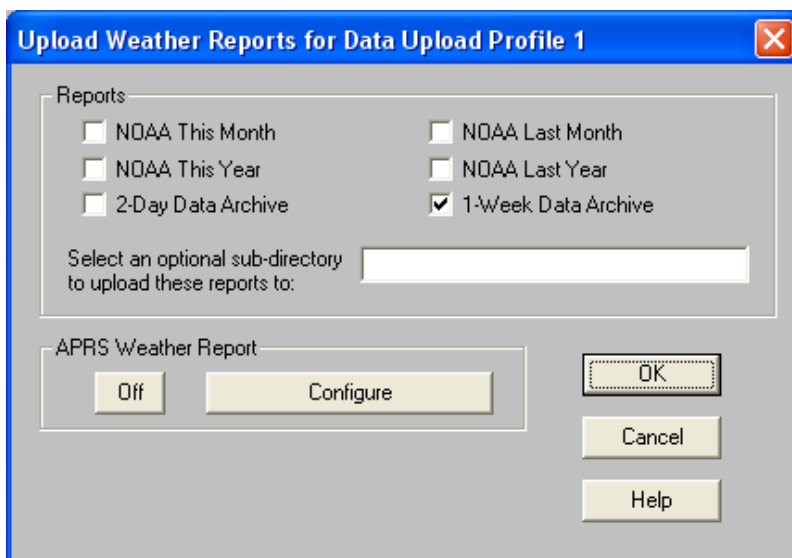 Upload Weather Reports for Data Upload Profile 1
Reports
NOAA This Month
NOAA Last Month
NOAA This Year
NOAA Last Year
2-Day Data Archive
1-Week Data Archive
Select an optional sub-directory
to upload these reports to:
APRS Weather Report
Off
Configure
OK
Cancel
Help